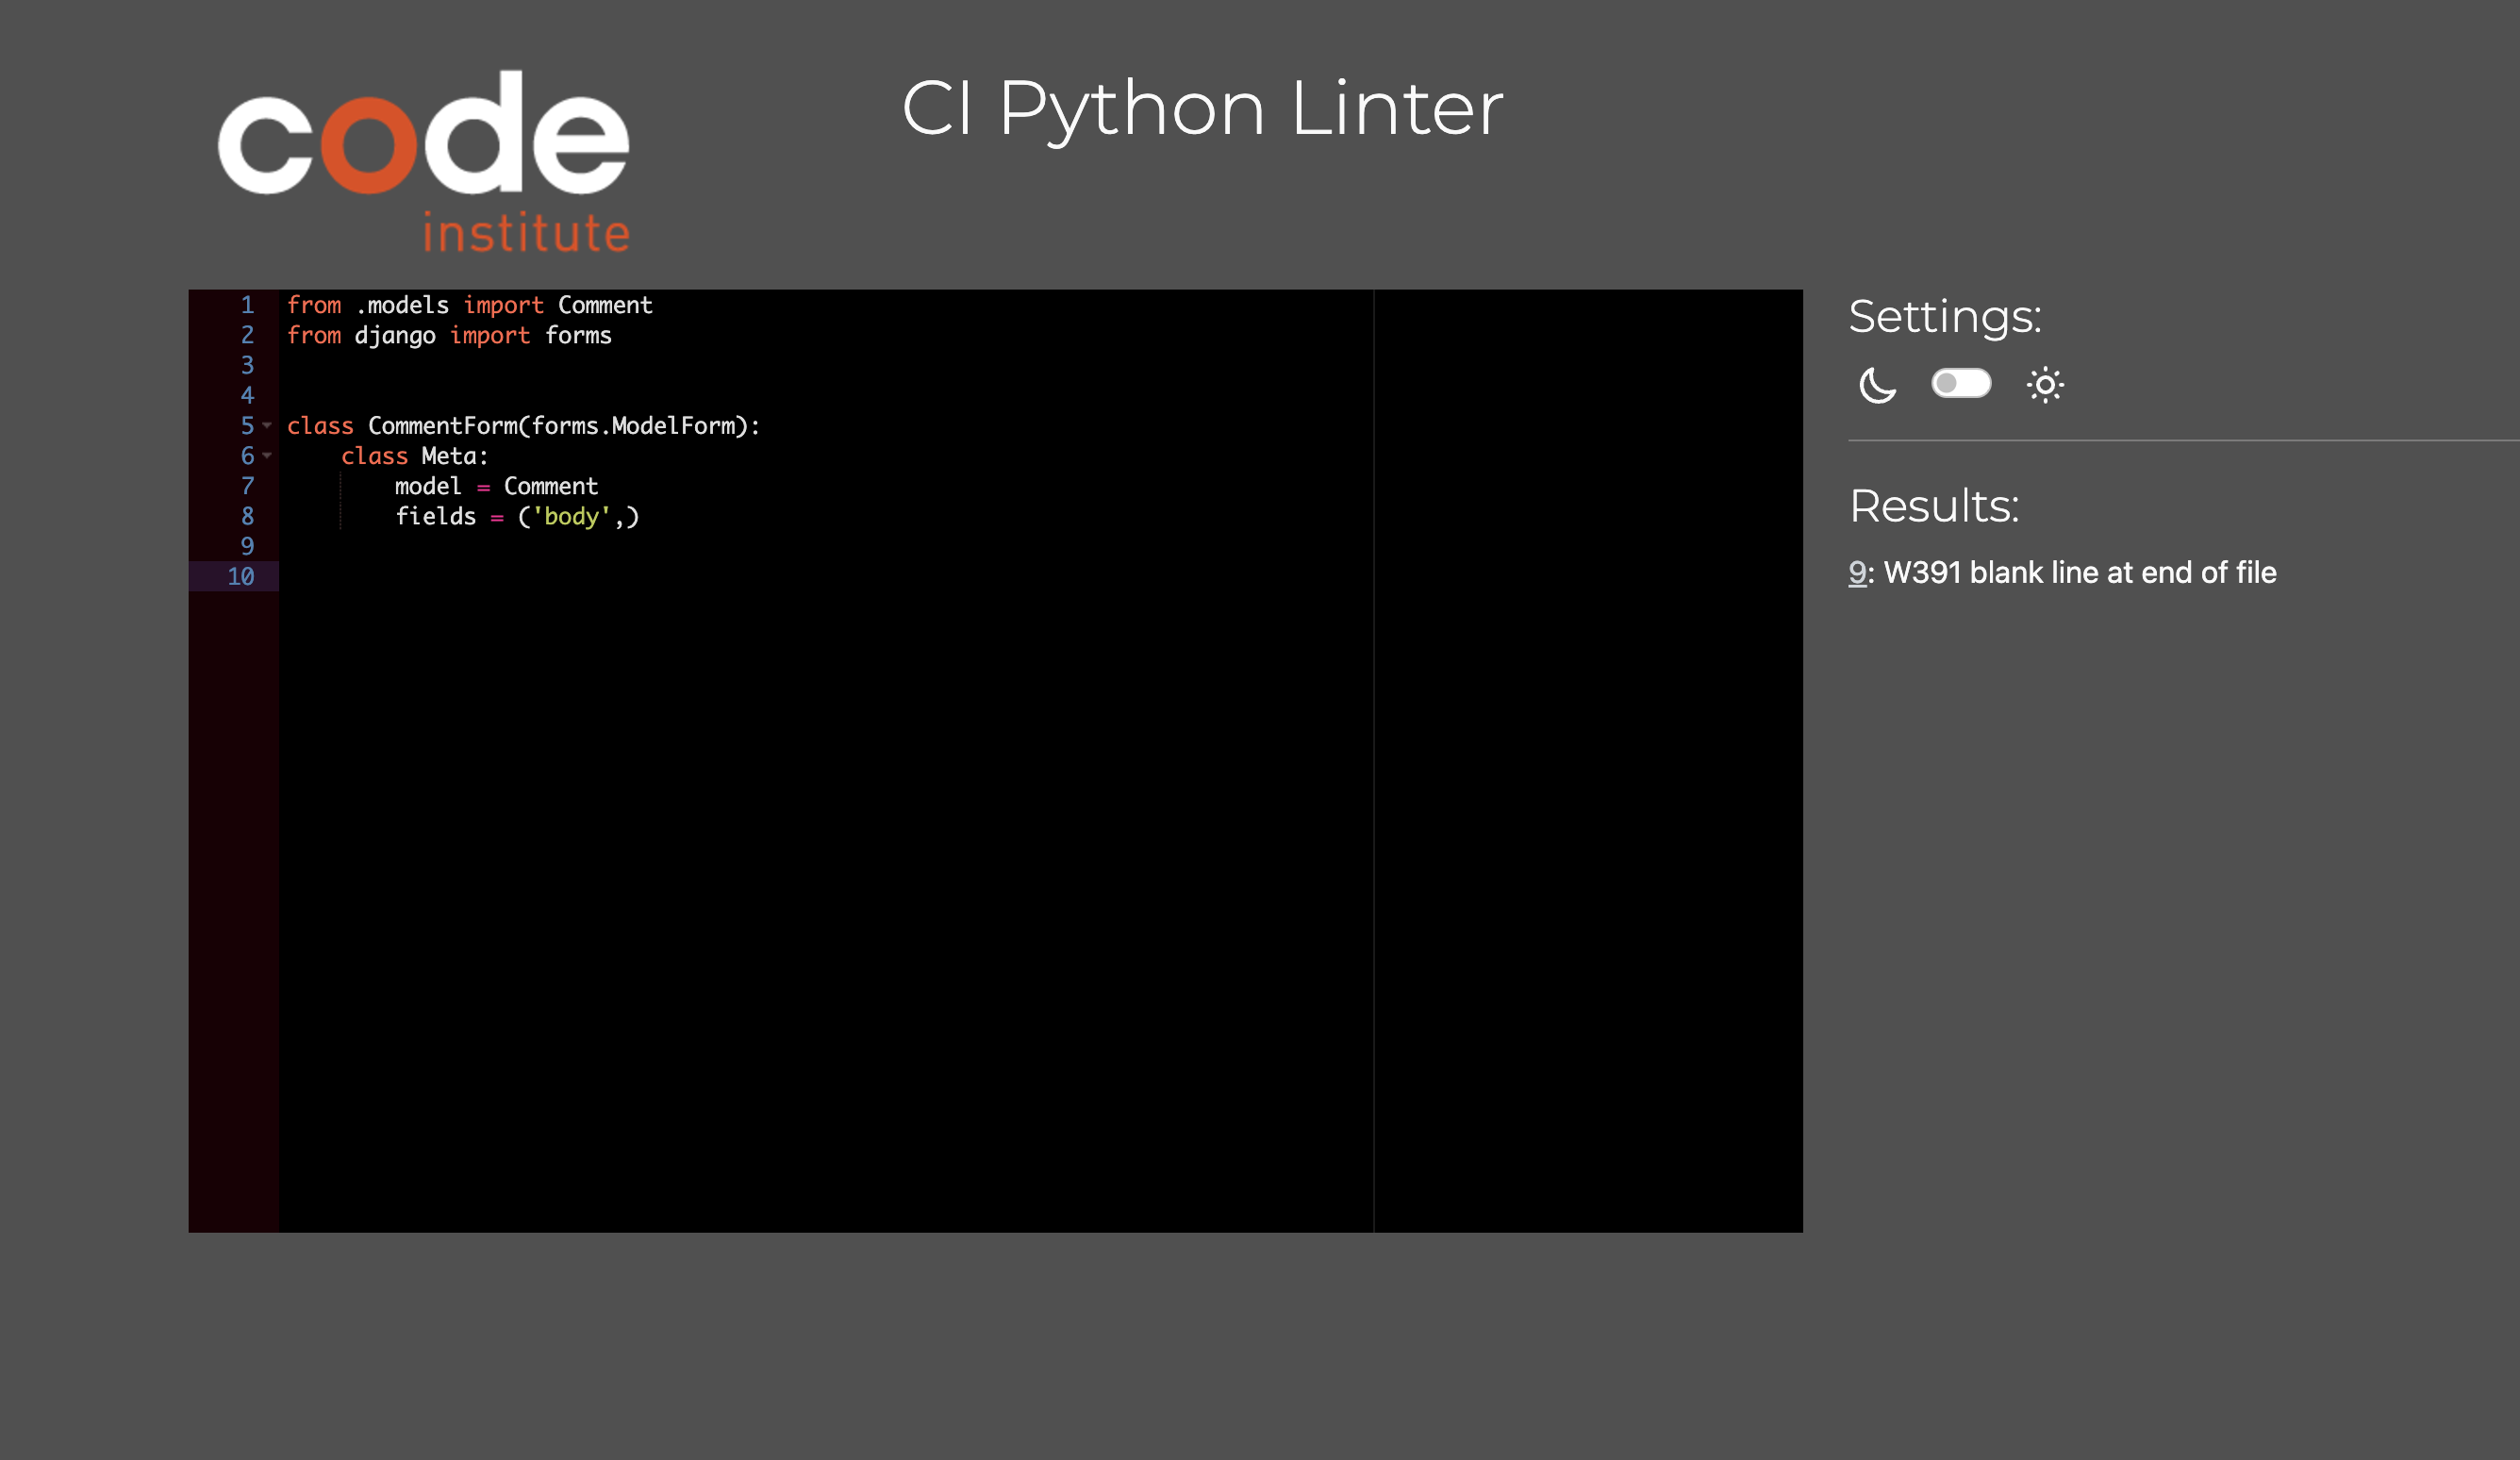 code
institute
CI Python Linter
1 from .models import Comment
2 from django import forms
3
4
5 class CommentForm(forms.ModelForm):
6     class Meta:
7         model = Comment
8         fields = ('body',)
9
10
Settings:
Results:
9: W391 blank line at end of file